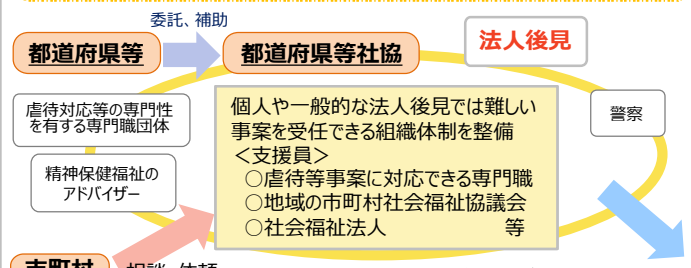 委託、補助
都道府県等
都道府県等社協
法人後見
虐待対応等の専門性
を有する専門職団体
精神保健福祉の
アドバイザー
個人や一般的な法人後見では難しい
事案を受任できる組織体制を整備
＜支援員＞
○虐待等事案に対応できる専門職
○地域の市町村社会福祉協議会
○社会福祉法人　　　　等
警察
市町村
相談、依頼